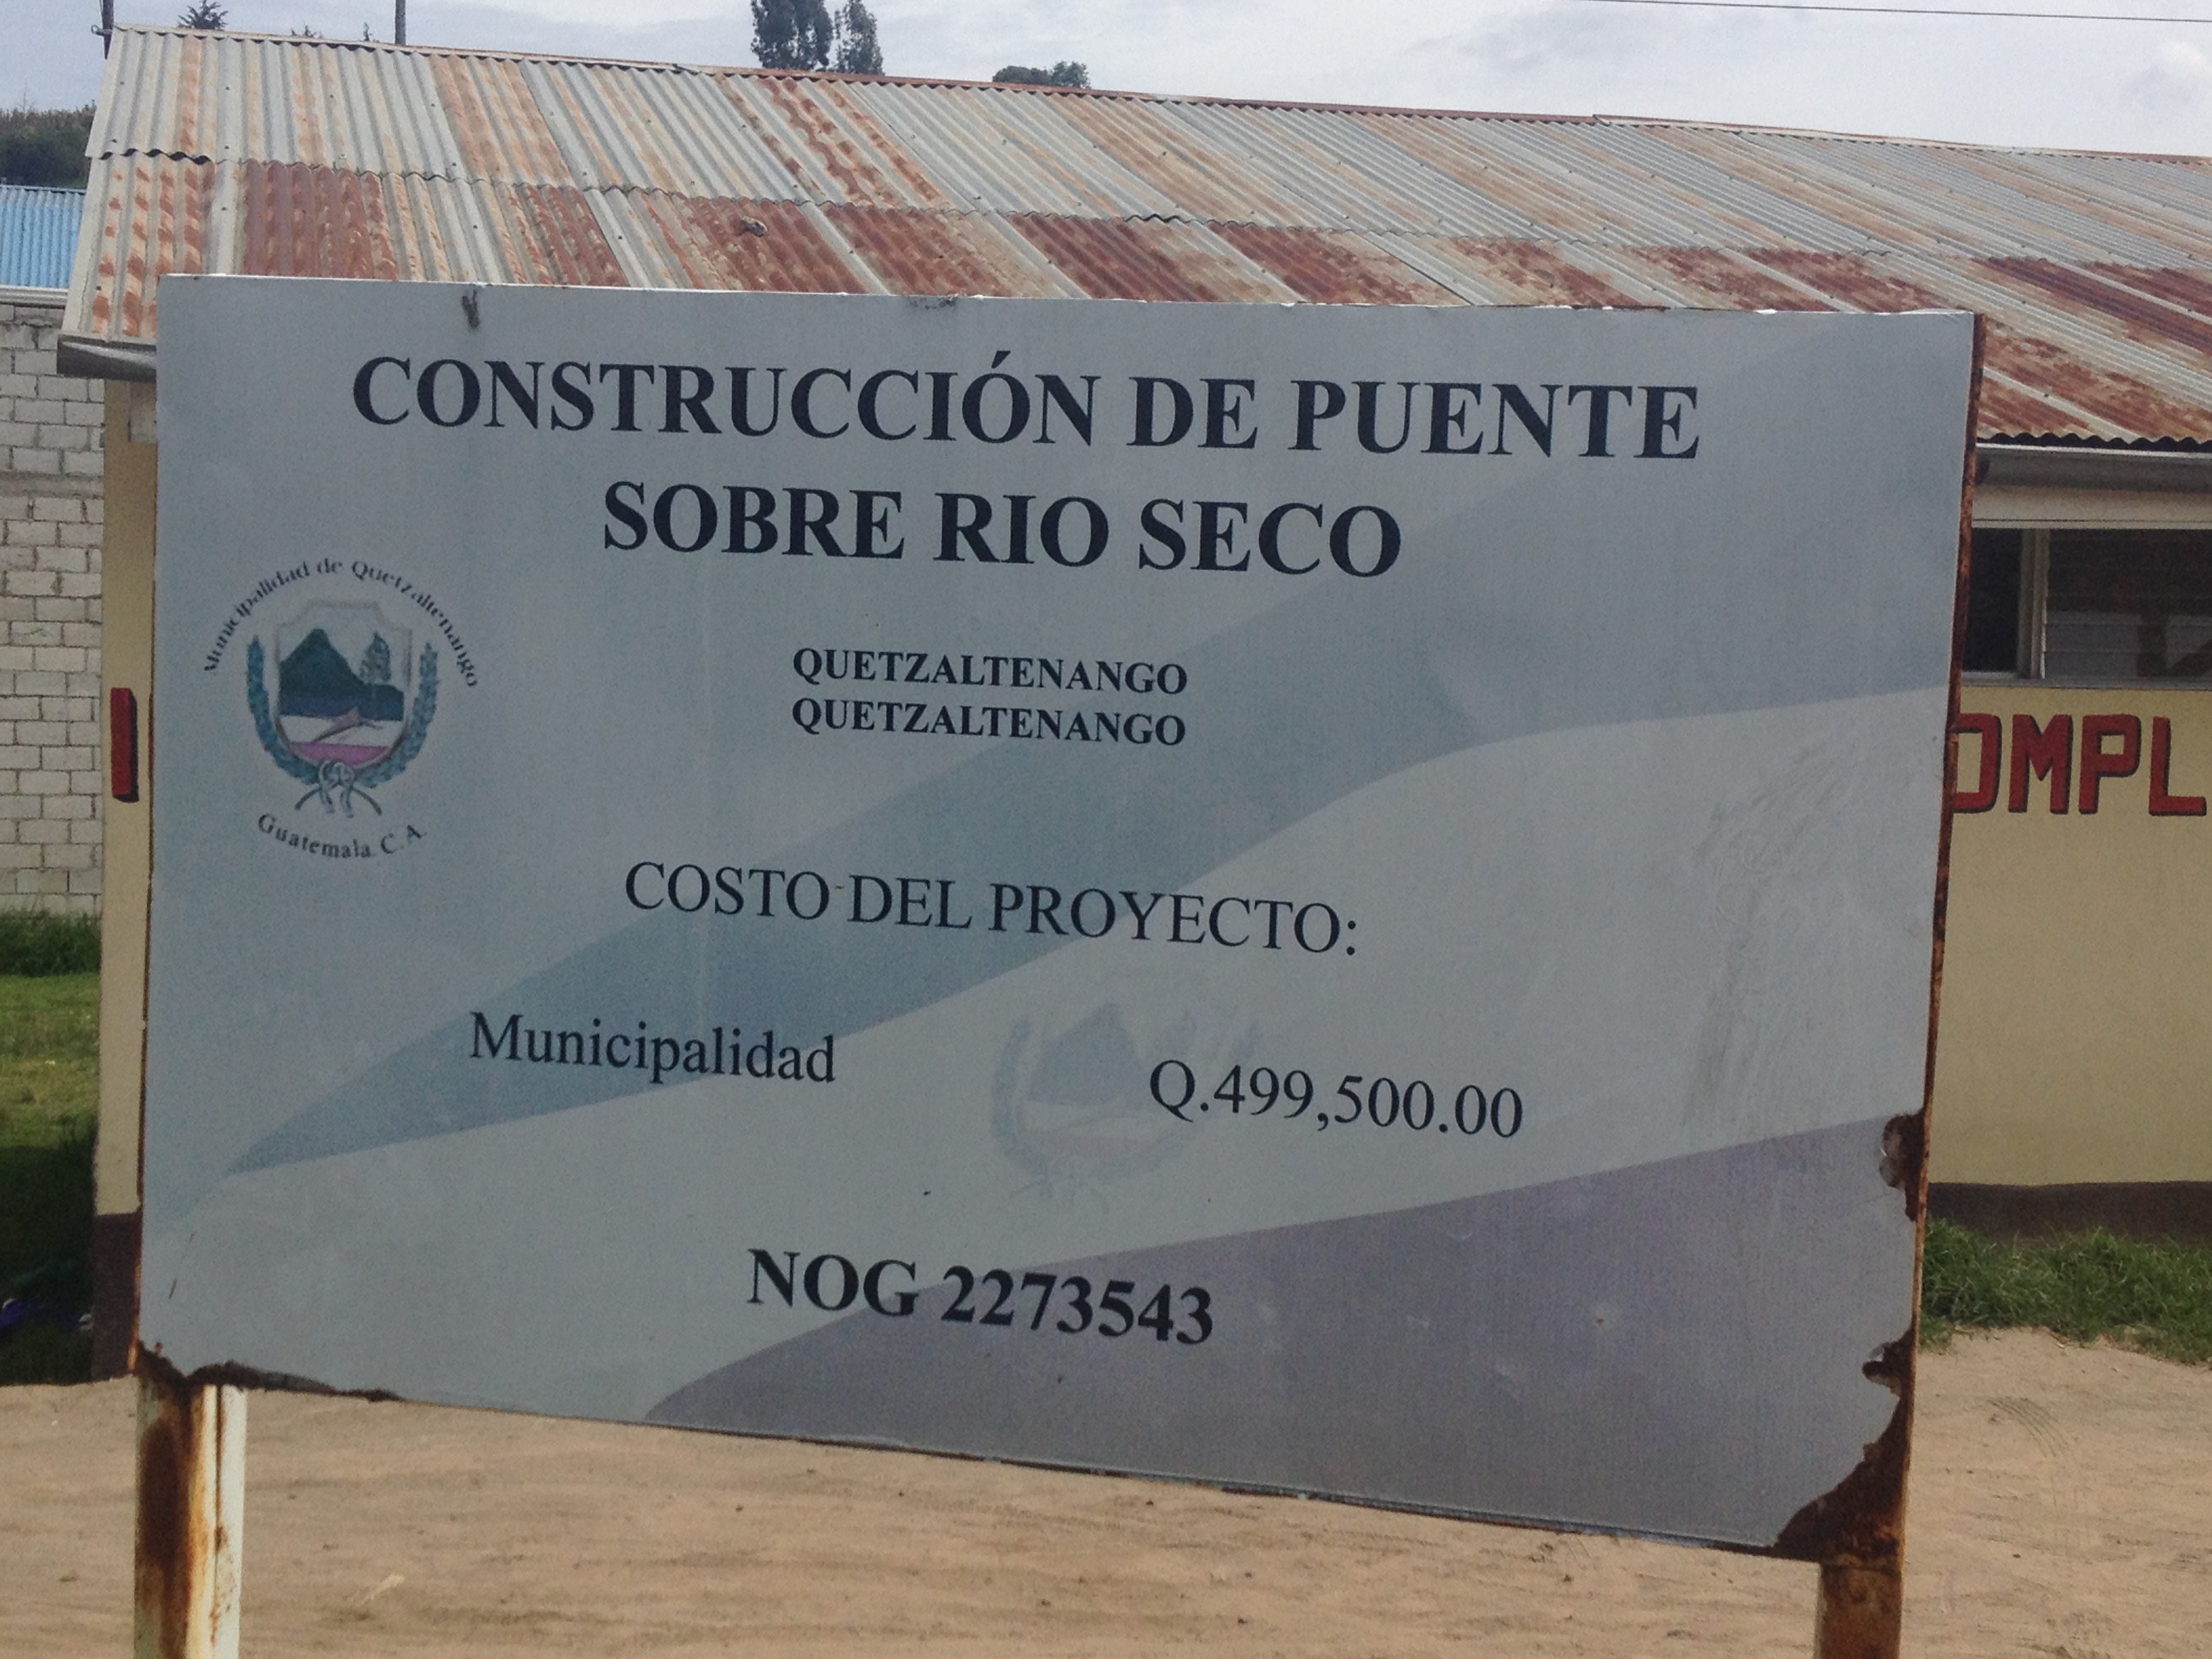 CONSTRUCCIÓN DE PUENTE
SOBRE RIO SECO
Municipalidad de Quetzaltenango
Guatemala. C.A.
QUETZALTENANGO
QUETZALTENANGO
COSTO DEL PROYECTO:
Municipalidad
Q.499,500.00
NOG 2273543
OMPL